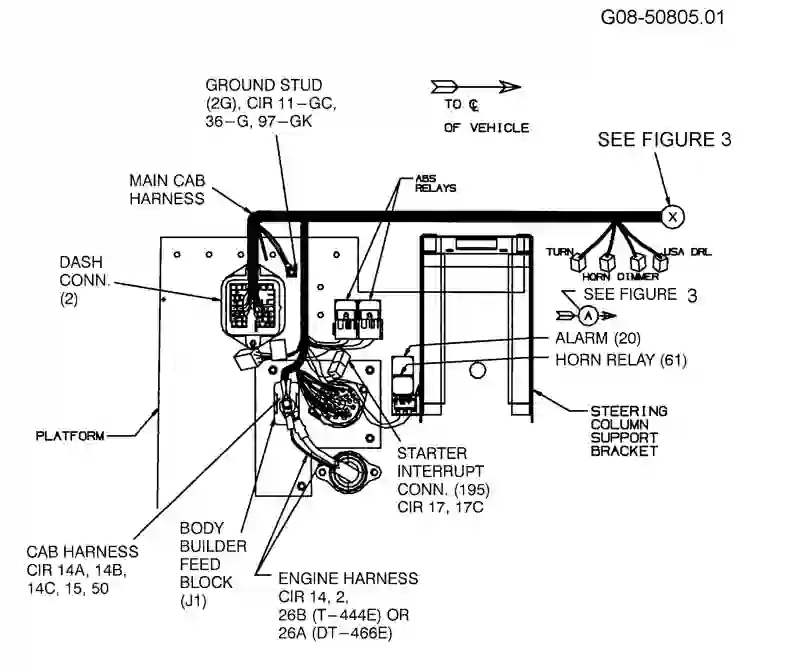 G08-50805.01
GROUND STUD
(2G), CIR 11-GC,
36-G, 97-GK
TO ℄
OF VEHICLE
SEE FIGURE 3
MAIN CAB
HARNESS
ABS
RELAYS
X
DASH
CONN.
(2)
TURN
HORN
DIMMER
USA DRL
SEE FIGURE 3
A
ALARM (20)
HORN RELAY (61)
STEERING
COLUMN
SUPPORT
BRACKET
PLATFORM
STARTER
INTERRUPT
CONN. (195)
CIR 17, 17C
BODY
BUILDER
FEED
BLOCK
(J1)
CAB HARNESS
CIR 14A, 14B,
14C, 15, 50
ENGINE HARNESS
CIR 14, 2,
26B (T-444E) OR
26A (DT-466E)